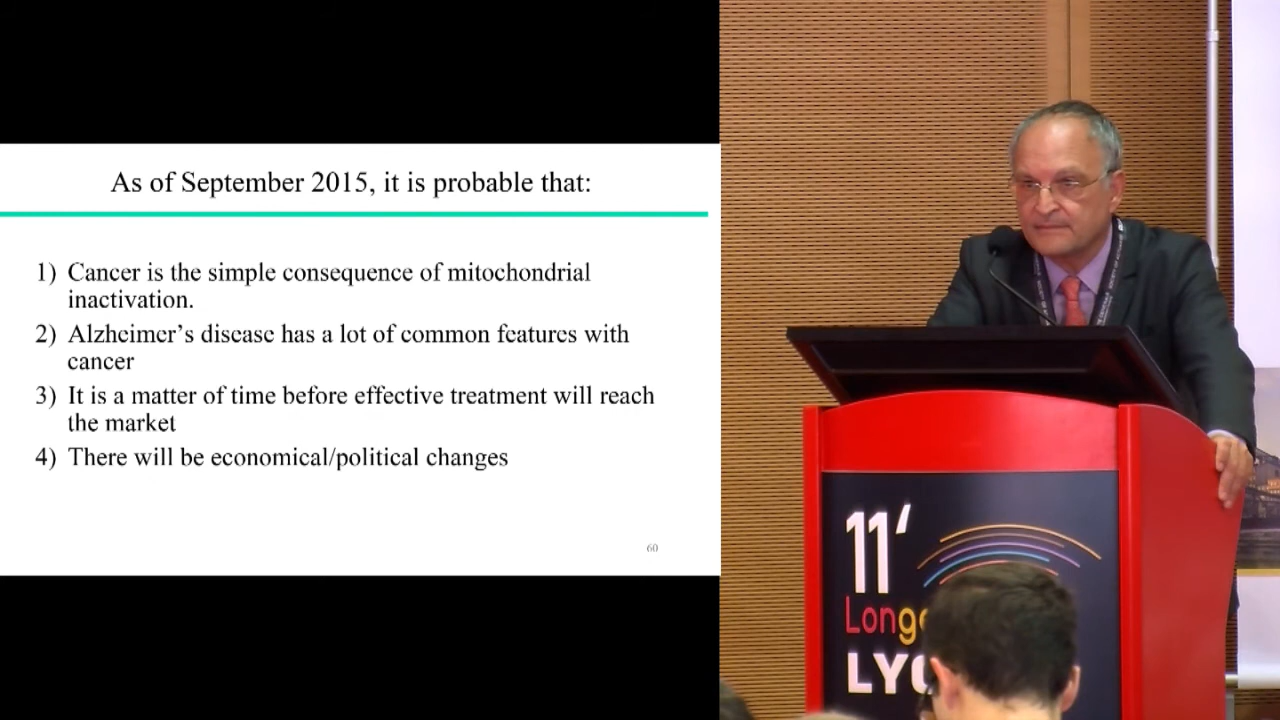 As of September 2015, it is probable that:
1) Cancer is the simple consequence of mitochondrial
inactivation.
2) Alzheimer's disease has a lot of common features with
cancer
3) It is a matter of time before effective treatment will reach
the market
4) There will be economical/political changes
60
11'